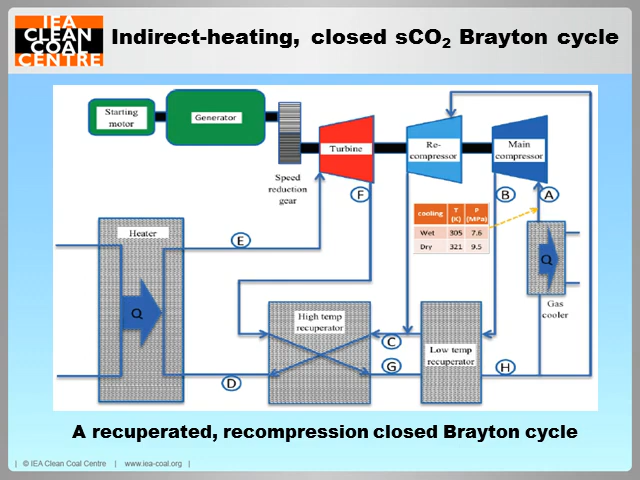 IEA
CLEAN
COAL
CENTRE
Indirect-heating, closed sCO₂ Brayton cycle
Starting
motor
Generator
Speed
reduction
gear
Turbine
Re-
compressor
Main
compressor
F
B
A
cooling T (K) P (MPa)
Wet 305 7.6
Dry 321 9.5
E
Heater
Q
Q
Gas
cooler
High temp
recuperator
C
G
Low temp
recuperator
D
H
A recuperated, recompression closed Brayton cycle
| © IEA Clean Coal Centre | www.iea-coal.org |